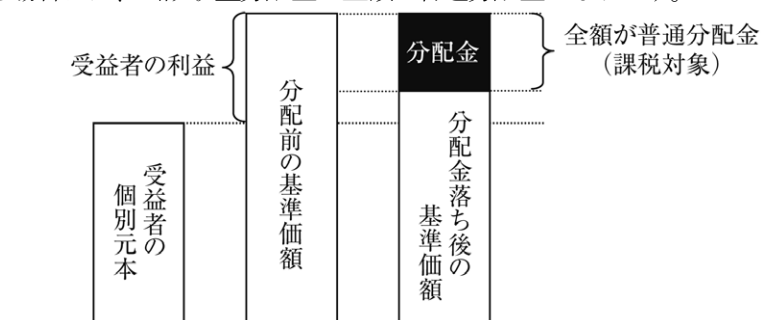 受益者の利益
分配金
全額が普通分配金
（課税対象）
受益者の
個別元本
分配前の基準価額
分配金落ち後の
基準価額